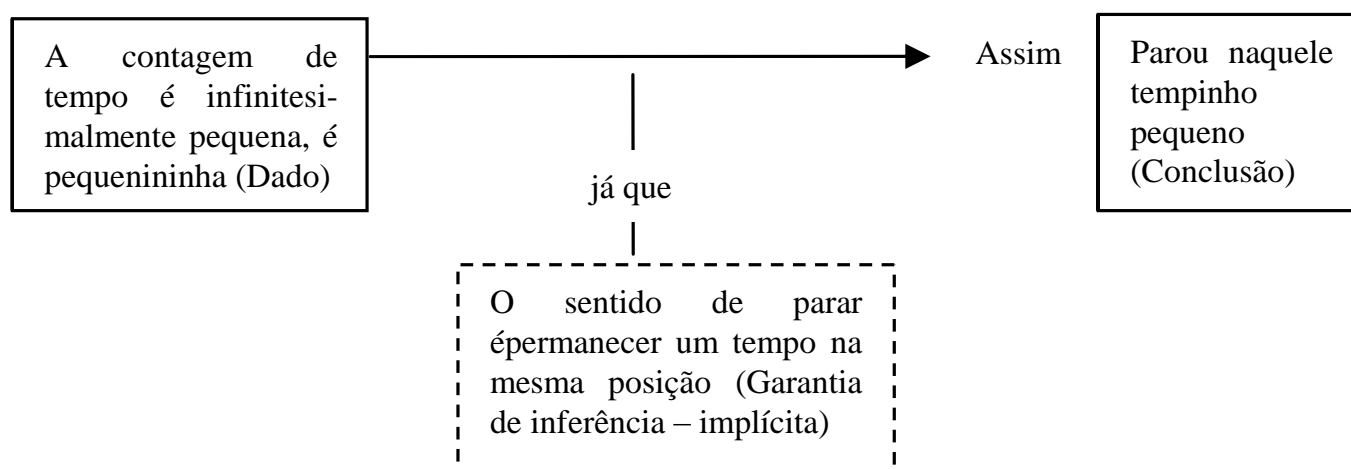 A contagem de
tempo é infinitesi-
malmente pequena, é
pequenininha (Dado)
Assim
Parou naquele
tempinho
pequeno
(Conclusão)
já que
O sentido de parar
épermanecer um tempo na
mesma posição (Garantia
de inferência – implícita)